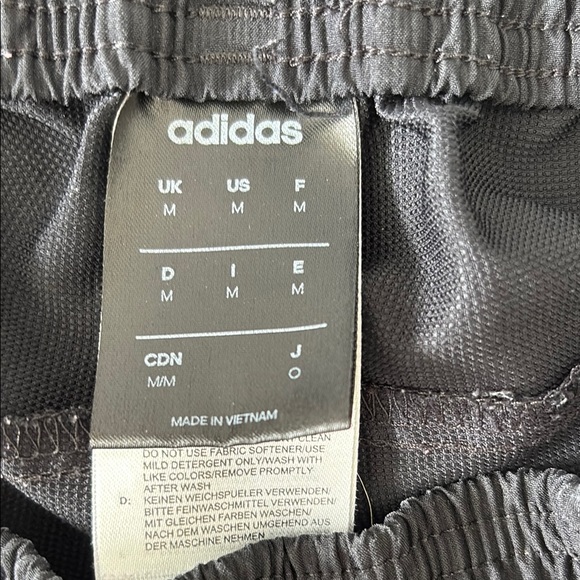 adidas
UK US F
M M M
D I E
M M M
CDN J
M/M O
MADE IN VIETNAM
CLEAN
DO NOT USE FABRIC SOFTENER/USE
MILD DETERGENT ONLY/WASH WITH
LIKE COLORS/REMOVE PROMPTLY
AFTER WASH
D: KEINEN WEICHSPUELER VERWENDEN/
BITTE FEINWASCHMITTEL VERWENDEN/
MIT GLEICHEN FARBEN WASCHEN/
NACH DEM WASCHEN UMGEHEND AUS
DER MASCHINE NEHMEN